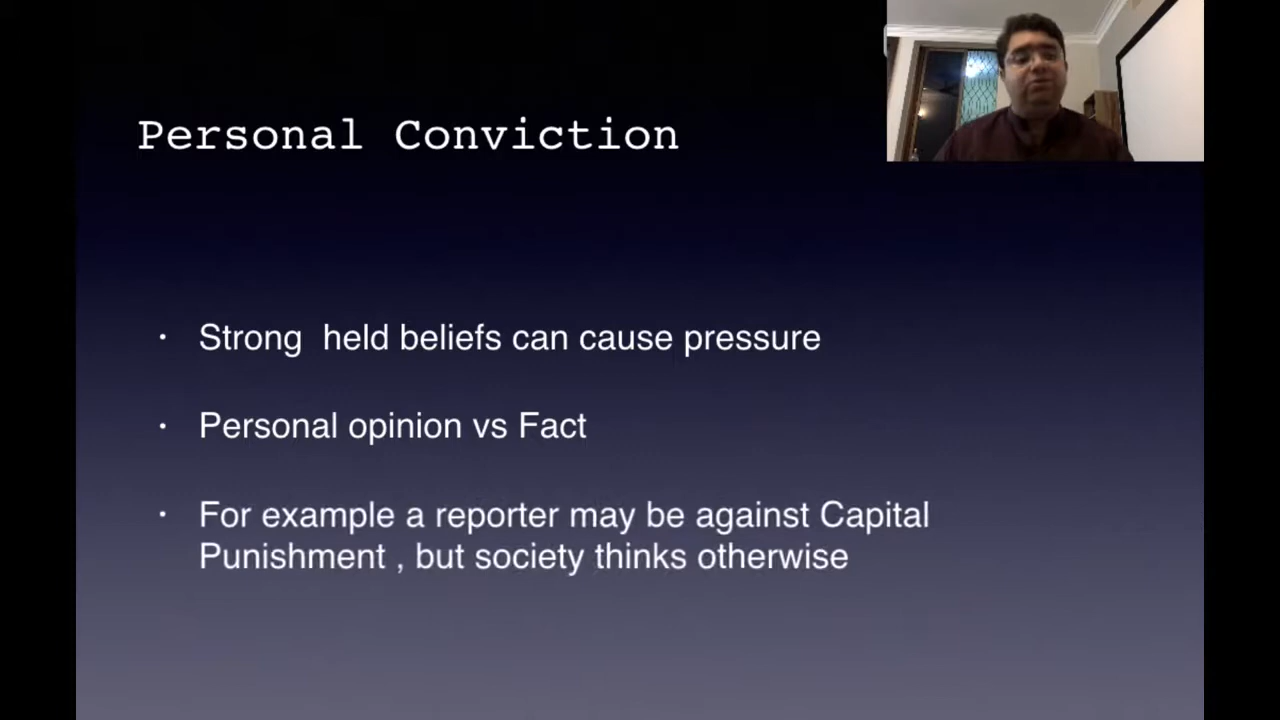 Personal Conviction
· Strong held beliefs can cause pressure
· Personal opinion vs Fact
· For example a reporter may be against Capital
Punishment , but society thinks otherwise